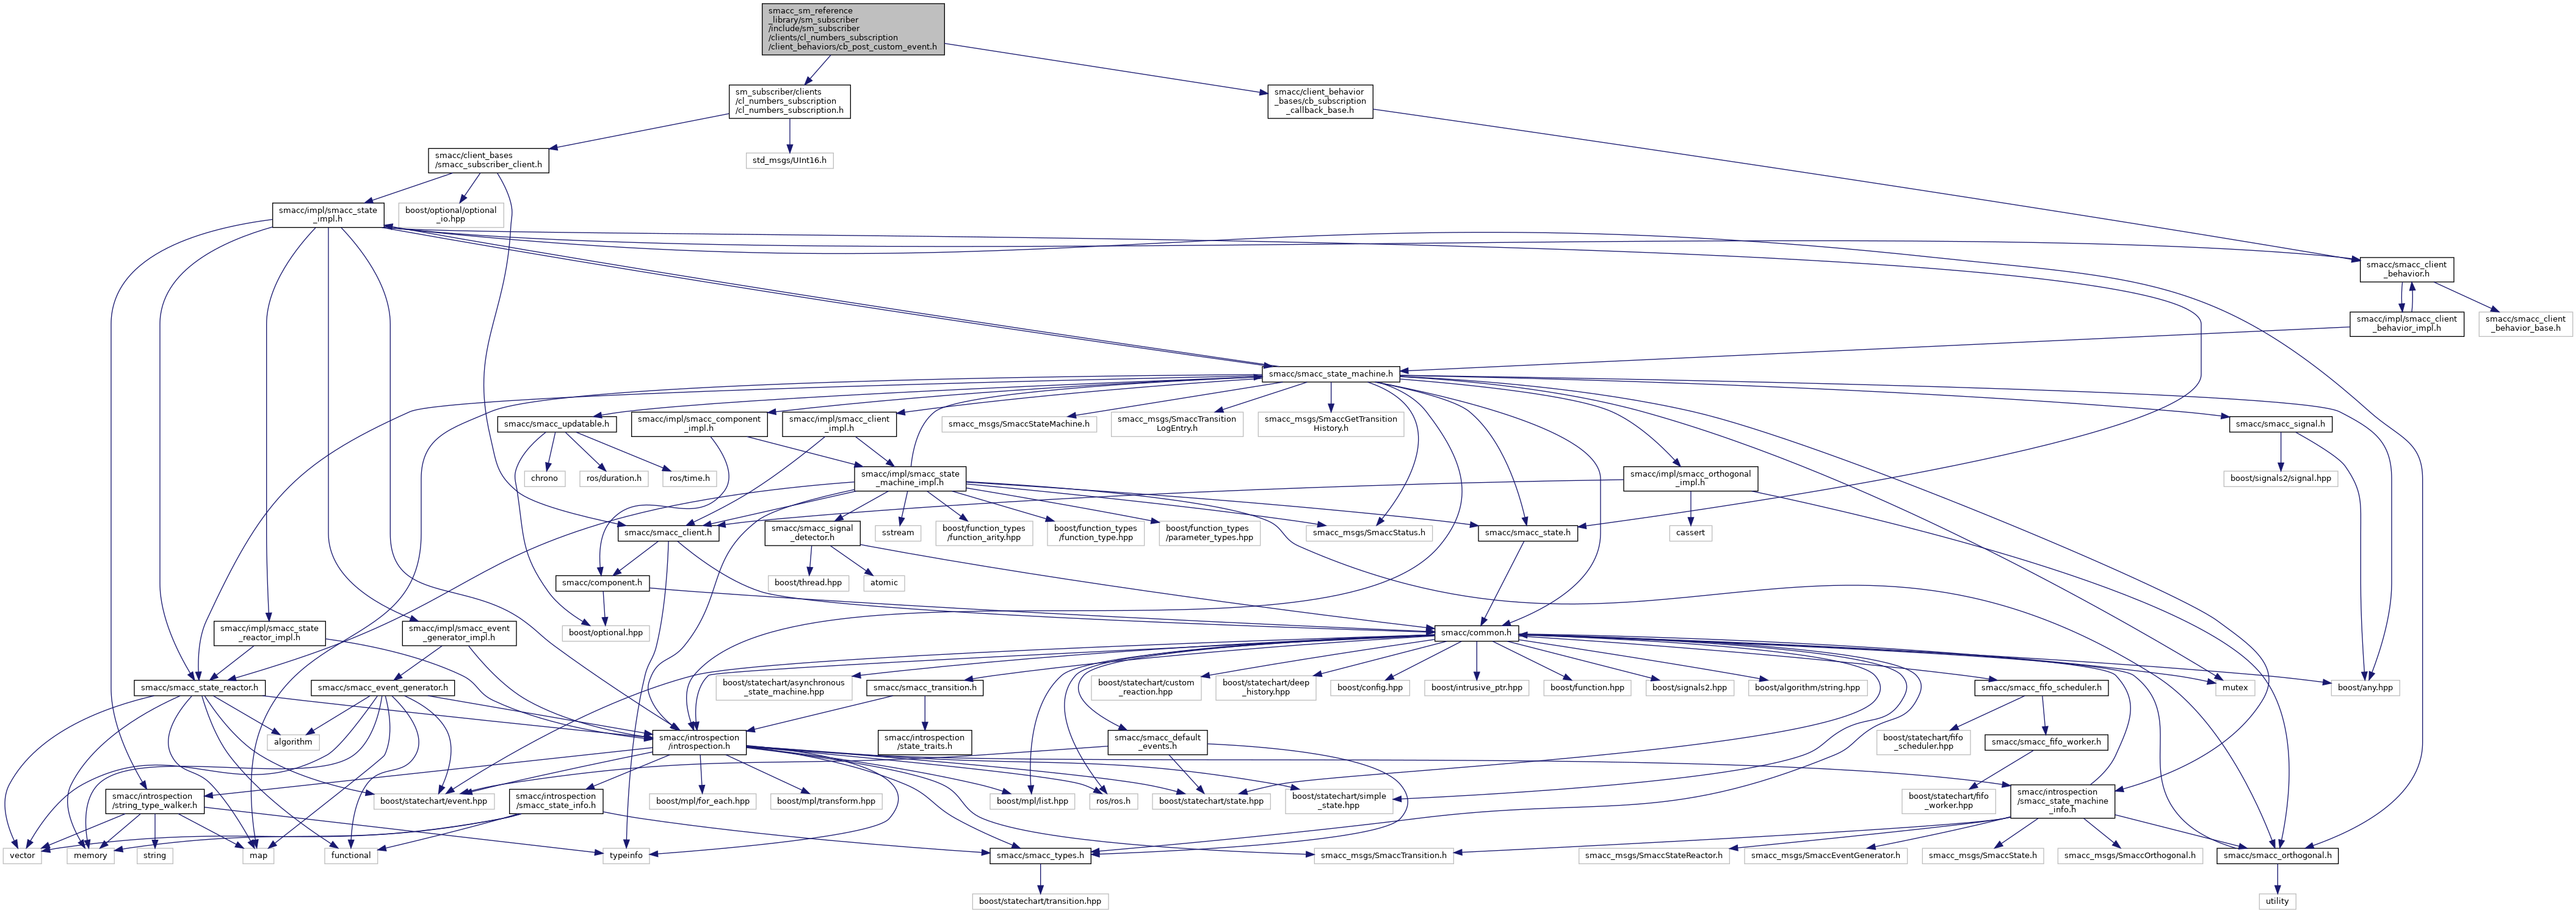 smacc_sm_reference
_library/sm_subscriber
/include/sm_subscriber
/clients/cl_numbers_subscription
/client_behaviors/cb_post_custom_event.h
sm_subscriber/clients
/cl_numbers_subscription
/cl_numbers_subscription.h
smacc/client_behavior
_bases/cb_subscription
_callback_base.h
smacc/client_bases
/smacc_subscriber_client.h
std_msgs/UInt16.h
smacc/impl/smacc_state
_impl.h
boost/optional/optional
_io.hpp
smacc/smacc_client
_behavior.h
smacc/impl/smacc_client
_behavior_impl.h
smacc/smacc_client
_behavior_base.h
smacc/smacc_state_machine.h
smacc/smacc_updatable.h
smacc/impl/smacc_component
_impl.h
smacc/impl/smacc_client
_impl.h
smacc_msgs/SmaccStateMachine.h
smacc_msgs/SmaccTransition
LogEntry.h
smacc_msgs/SmaccGetTransition
History.h
smacc/smacc_signal.h
chrono
ros/duration.h
ros/time.h
smacc/impl/smacc_state
_machine_impl.h
smacc/impl/smacc_orthogonal
_impl.h
boost/signals2/signal.hpp
smacc/smacc_client.h
smacc/smacc_signal
_detector.h
sstream
boost/function_types
/function_arity.hpp
boost/function_types
/function_type.hpp
boost/function_types
/parameter_types.hpp
smacc_msgs/SmaccStatus.h
smacc/smacc_state.h
cassert
smacc/component.h
boost/thread.hpp
atomic
boost/optional.hpp
smacc/impl/smacc_state
_reactor_impl.h
smacc/impl/smacc_event
_generator_impl.h
smacc/common.h
smacc/smacc_state_reactor.h
smacc/smacc_event_generator.h
boost/statechart/asynchronous
_state_machine.hpp
smacc/smacc_transition.h
boost/statechart/custom
_reaction.hpp
boost/statechart/deep
_history.hpp
boost/config.hpp
boost/intrusive_ptr.hpp
boost/function.hpp
boost/signals2.hpp
boost/algorithm/string.hpp
smacc/smacc_fifo_scheduler.h
mutex
boost/any.hpp
algorithm
smacc/introspection
/introspection.h
smacc/introspection
/state_traits.h
smacc/smacc_default
_events.h
boost/statechart/fifo
_scheduler.hpp
smacc/smacc_fifo_worker.h
smacc/introspection
/string_type_walker.h
boost/statechart/event.hpp
smacc/introspection
/smacc_state_info.h
boost/mpl/for_each.hpp
boost/mpl/transform.hpp
boost/mpl/list.hpp
ros/ros.h
boost/statechart/state.hpp
boost/statechart/simple
_state.hpp
boost/statechart/fifo
_worker.hpp
smacc/introspection
/smacc_state_machine
_info.h
vector
memory
string
map
functional
typeinfo
smacc/smacc_types.h
smacc_msgs/SmaccTransition.h
smacc_msgs/SmaccStateReactor.h
smacc_msgs/SmaccEventGenerator.h
smacc_msgs/SmaccState.h
smacc_msgs/SmaccOrthogonal.h
smacc/smacc_orthogonal.h
boost/statechart/transition.hpp
utility